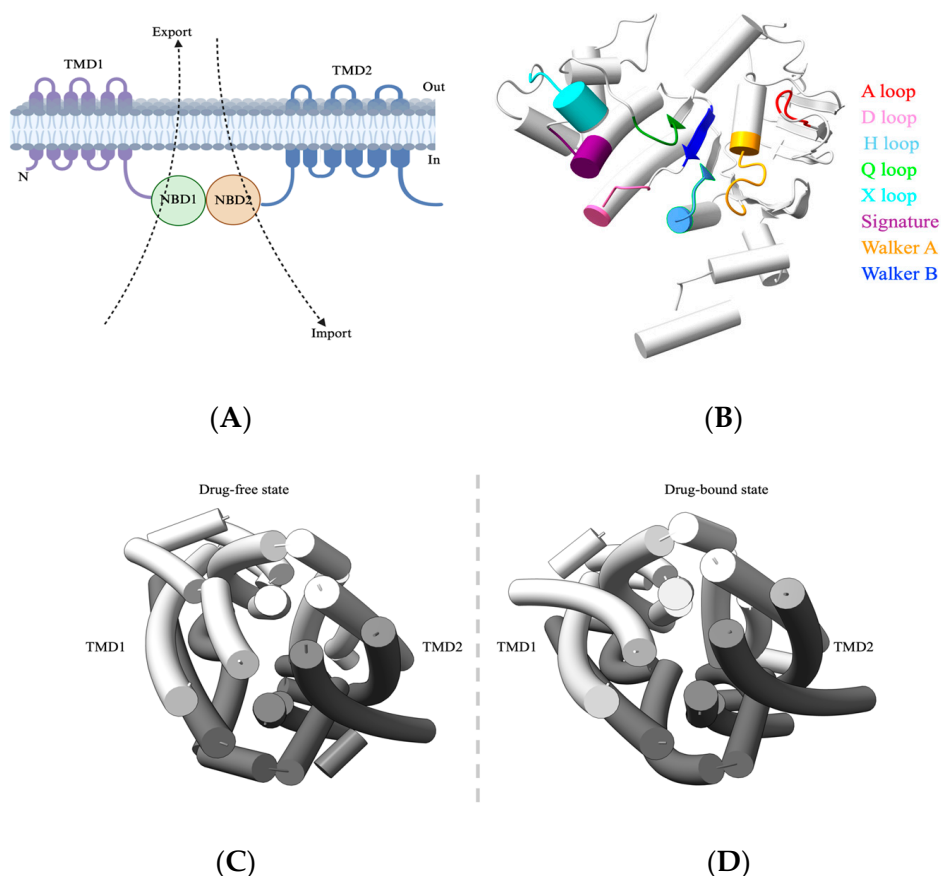 Export
TMD1
TMD2
Out
In
N
NBD1
NBD2
Import
(A)
A loop
D loop
H loop
Q loop
X loop
Signature
Walker A
Walker B
(B)
Drug-free state
TMD1
TMD2
(C)
Drug-bound state
TMD1
TMD2
(D)